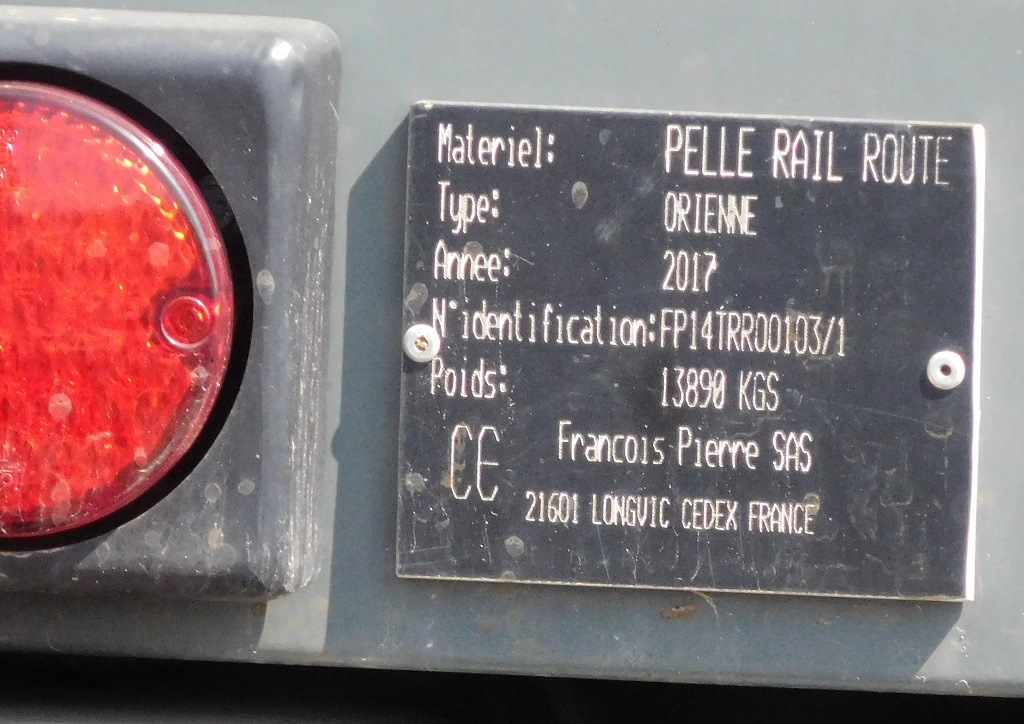 Materiel: PELLE RAIL ROUTE
Type: ORIENNE
Annee: 2017
N°identification: FP14TRR00103/1
Poids: 13890 KGS
CE Francois Pierre SAS
21601 LONGVIC CEDEX FRANCE